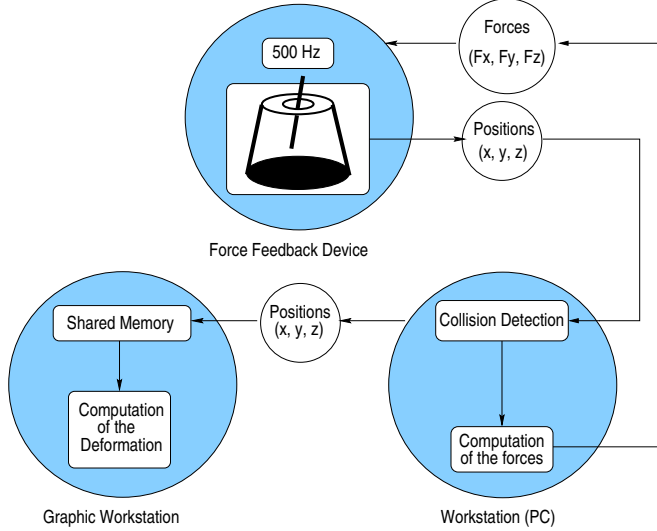 Forces
(Fx, Fy, Fz)
500 Hz
Positions
(x, y, z)
Force Feedback Device
Positions
(x, y, z)
Shared Memory
Collision Detection
Computation
of the
Deformation
Computation
of the forces
Graphic Workstation
Workstation (PC)